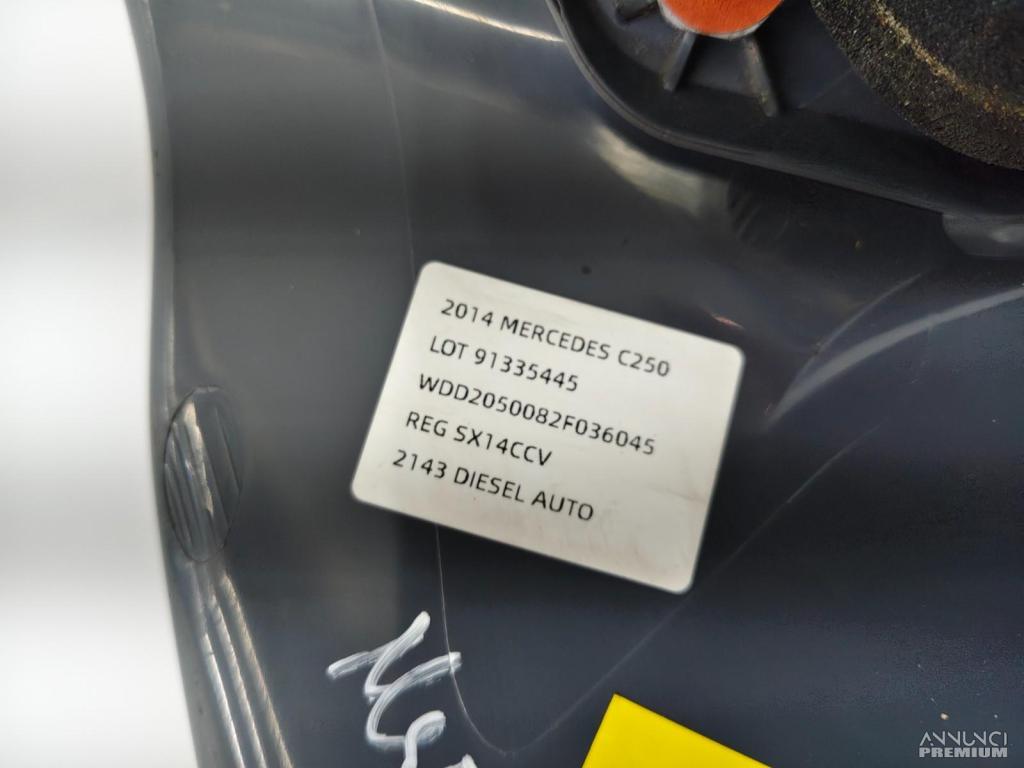 2014 MERCEDES C250
LOT 91335445
WDD2050082F036045
REG SX14CCV
2143 DIESEL AUTO
ANNUNCI
PREMIUM